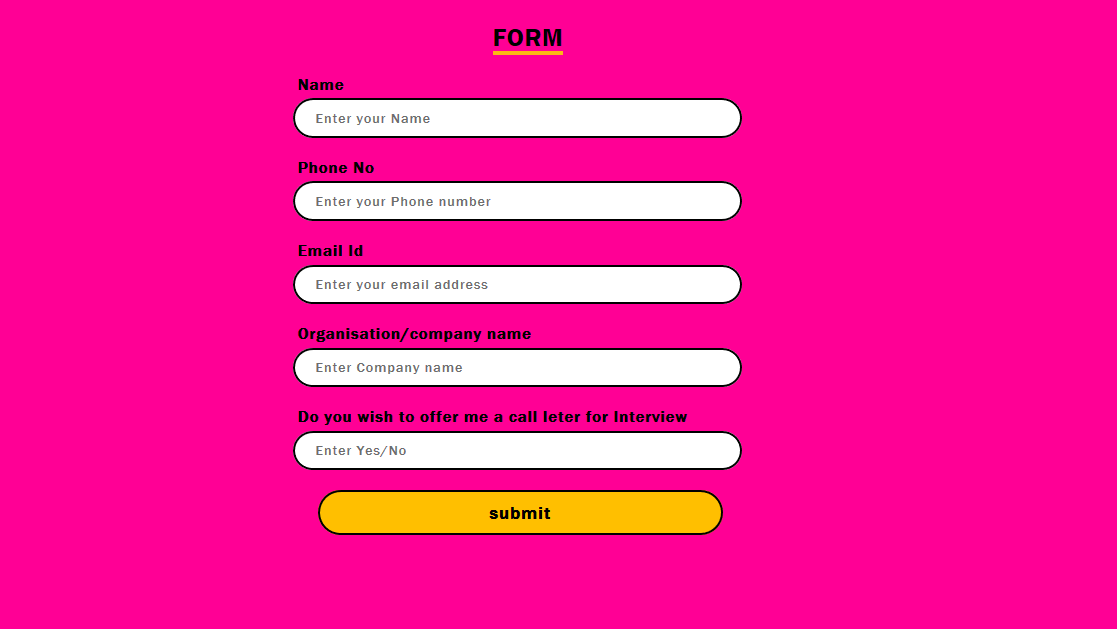 FORM
Name
Enter your Name
Phone No
Enter your Phone number
Email Id
Enter your email address
Organisation/company name
Enter Company name
Do you wish to offer me a call leter for Interview
Enter Yes/No
submit